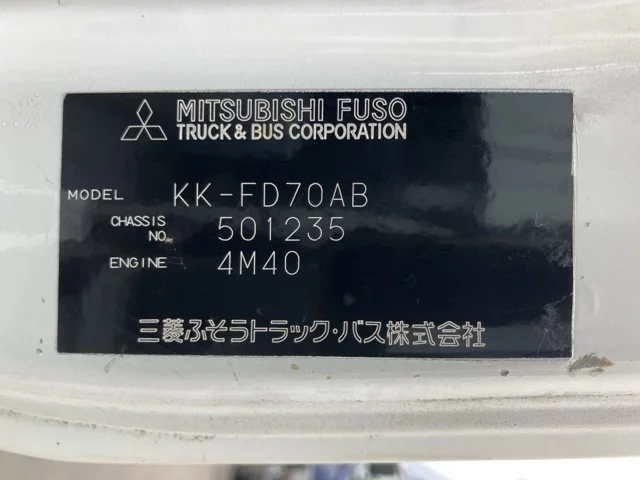 MITSUBISHI FUSO
TRUCK & BUS CORPORATION
MODEL KK-FD70AB
CHASSIS NO. 501235
ENGINE 4M40
三菱ふそうトラック・バス株式会社